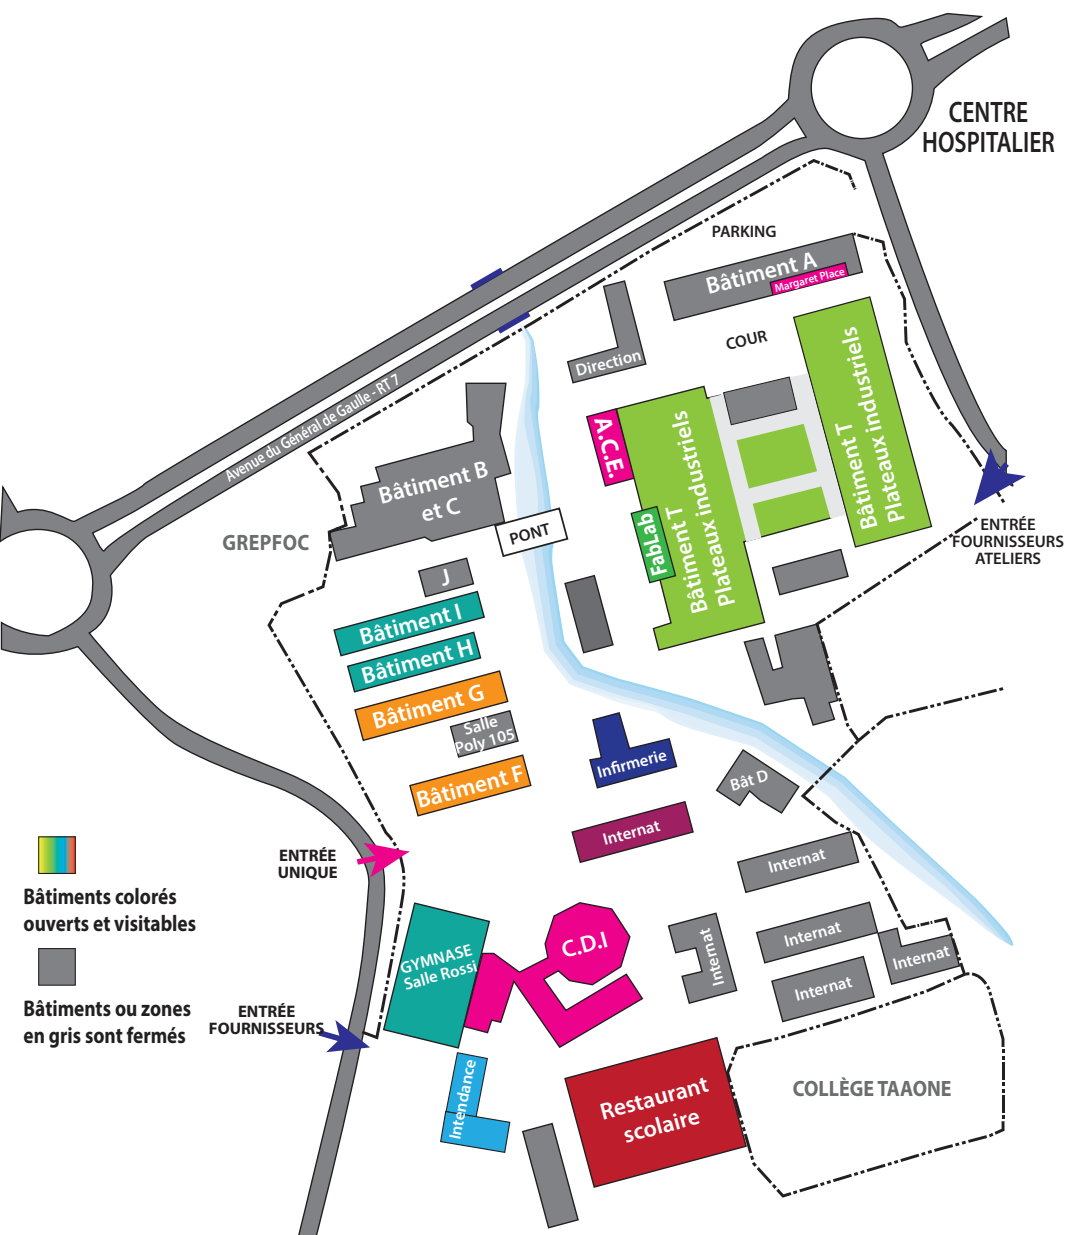 CENTRE
HOSPITALIER
PARKING
Bâtiment A
Margaret Place
COUR
Direction
Avenue du Général de Gaulle - RT 7
A.C.E.
Bâtiment T
Plateaux industriels
Bâtiment T
Plateaux industriels
FabLab
Bâtiment B
et C
PONT
GREPFOC
ENTRÉE
FOURNISSEURS
ATELIERS
J
Bâtiment I
Bâtiment H
Bâtiment G
Salle
Poly 105
Bâtiment F
Infirmerie
Bât D
Internat
Internat
ENTRÉE
UNIQUE
Bâtiments colorés
ouverts et visitables
Bâtiments ou zones
en gris sont fermés
GYMNASE
Salle Rossi
C.D.I
Internat
Internat
Internat
Internat
ENTRÉE
FOURNISSEURS
Intendance
Restaurant
scolaire
COLLÈGE TAAONE